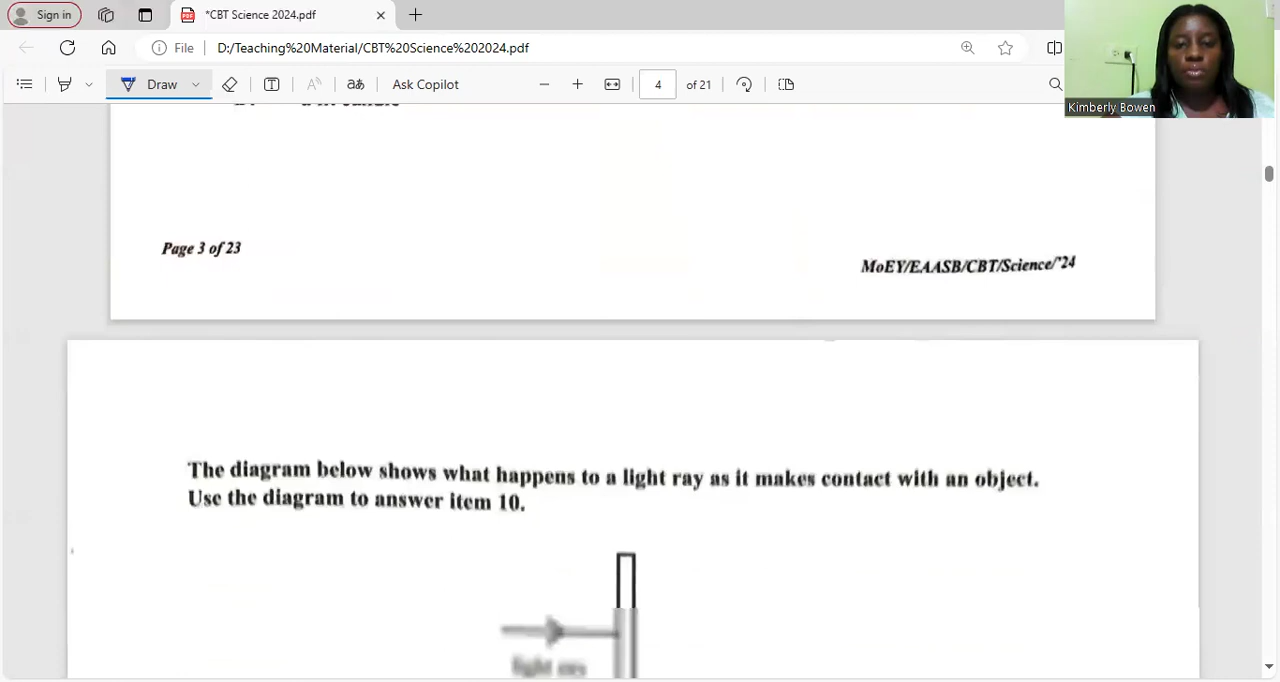 Sign in
*CBT Science 2024.pdf
File
D:/Teaching%20Material/CBT%20Science%202024.pdf
Draw
Ask Copilot
4 of 21
Kimberly Bowen
Page 3 of 23
MoEY/EAASB/CBT/Science/'24
The diagram below shows what happens to a light ray as it makes contact with an object.
Use the diagram to answer item 10.
light ray